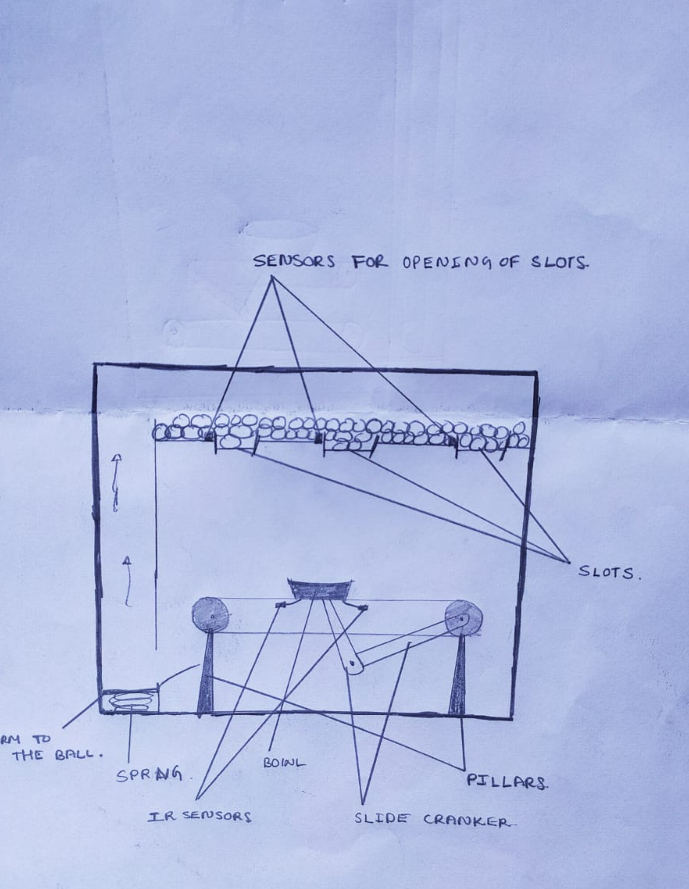 SENSORS FOR OPENING OF SLOTS.
SLOTS.
RM TO
THE BALL.
SPRING.
BOWL
PILLARS.
IR SENSORS
SLIDE CRANKER